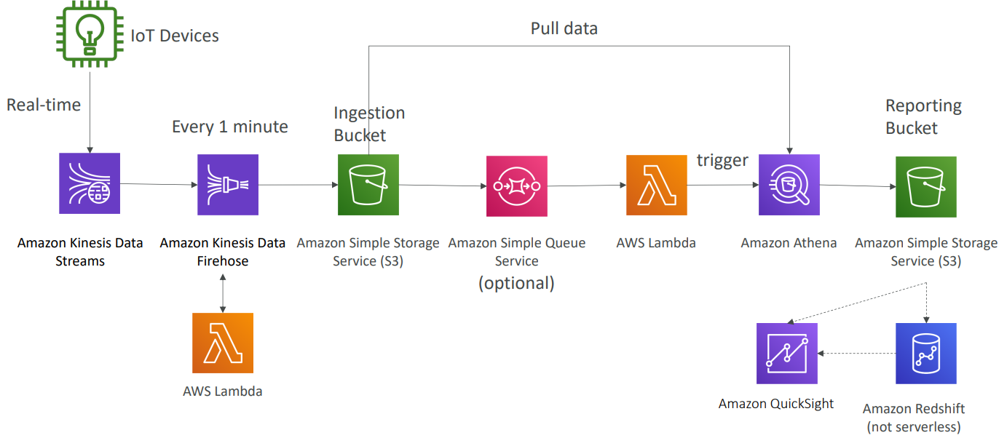 IoT Devices
Pull data
Real-time
Every 1 minute
Ingestion
Bucket
Reporting
Bucket
trigger
Amazon Kinesis Data
Streams
Amazon Kinesis Data
Firehose
Amazon Simple Storage
Service (S3)
Amazon Simple Queue
Service
(optional)
AWS Lambda
Amazon Athena
Amazon Simple Storage
Service (S3)
AWS Lambda
Amazon QuickSight
Amazon Redshift
(not serverless)